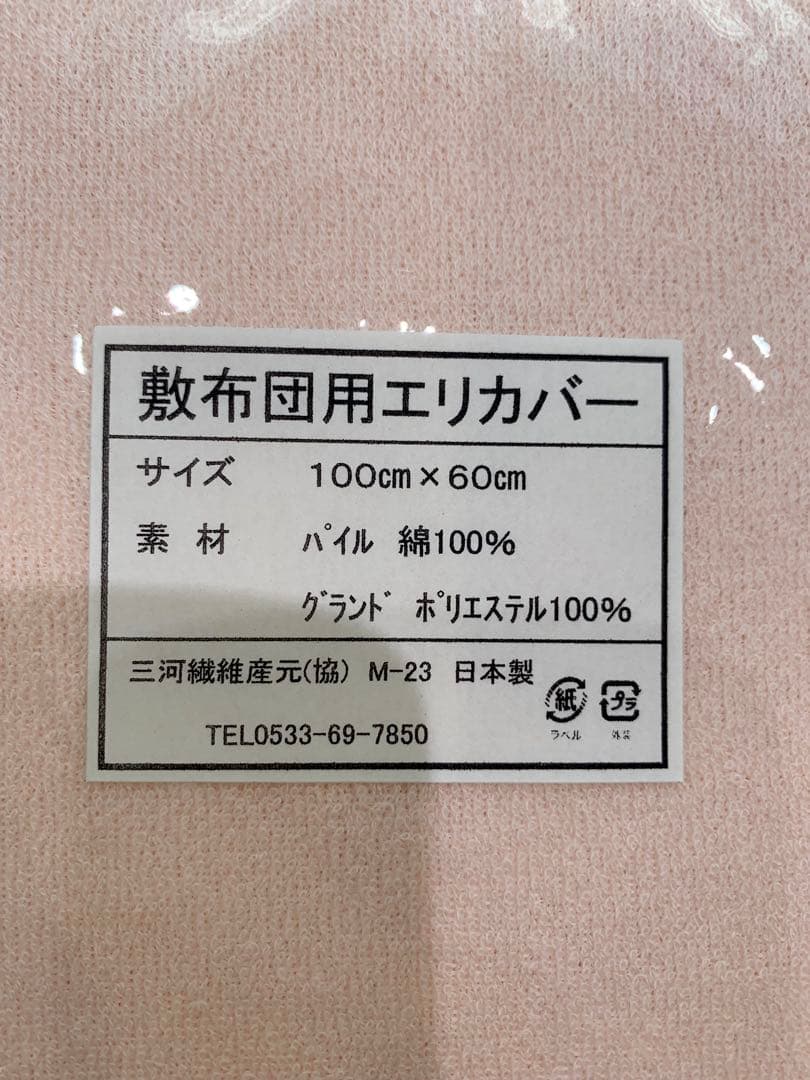 敷布団用エリカバー
サイズ 100㎝×60㎝
素 材 ﾊﾟｲﾙ 綿100%
ｸﾞﾗﾝﾄﾞ ﾎﾟﾘｴｽﾃﾙ100%
三河繊維産元(協) M-23 日本製
紙 プラ
ラベル 外装
TEL0533-69-7850